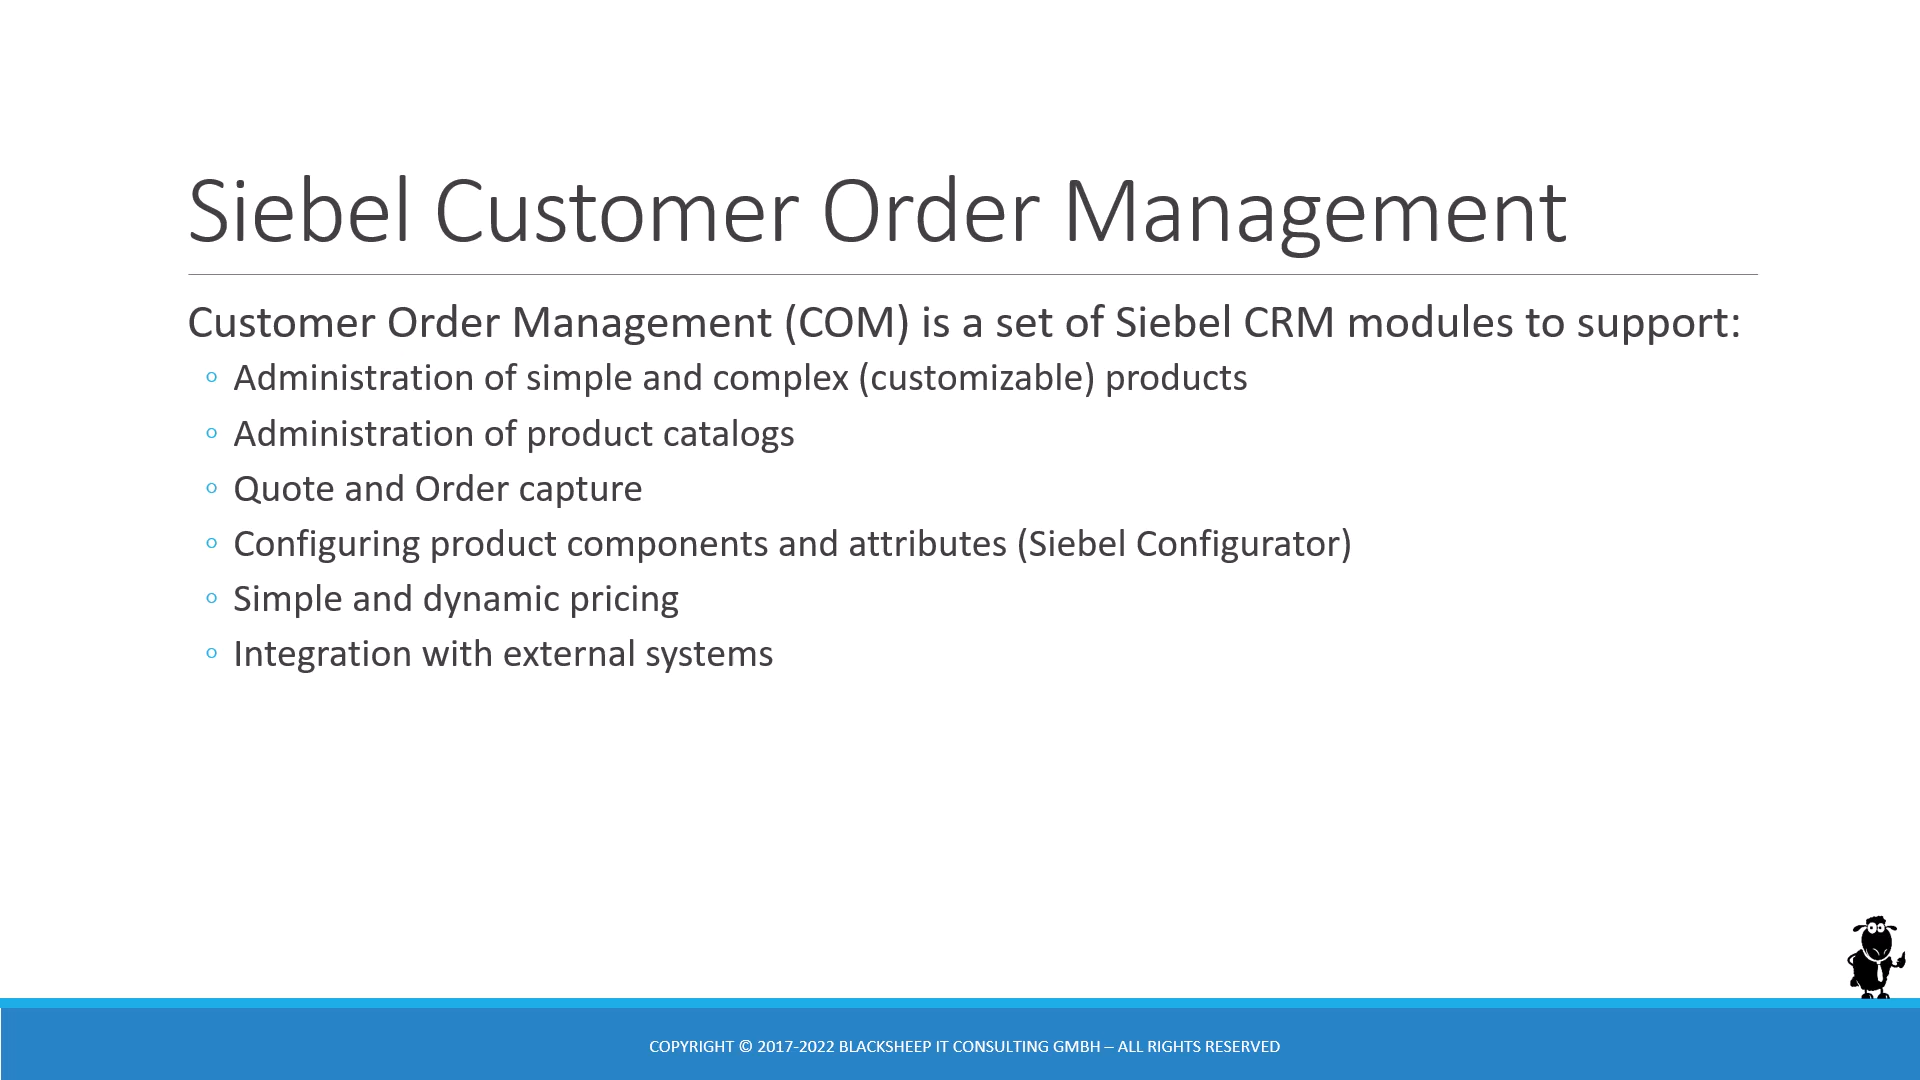 Siebel Customer Order Management
Customer Order Management (COM) is a set of Siebel CRM modules to support:
◦ Administration of simple and complex (customizable) products
◦ Administration of product catalogs
◦ Quote and Order capture
◦ Configuring product components and attributes (Siebel Configurator)
◦ Simple and dynamic pricing
◦ Integration with external systems
COPYRIGHT © 2017-2022 BLACKSHEEP IT CONSULTING GMBH – ALL RIGHTS RESERVED